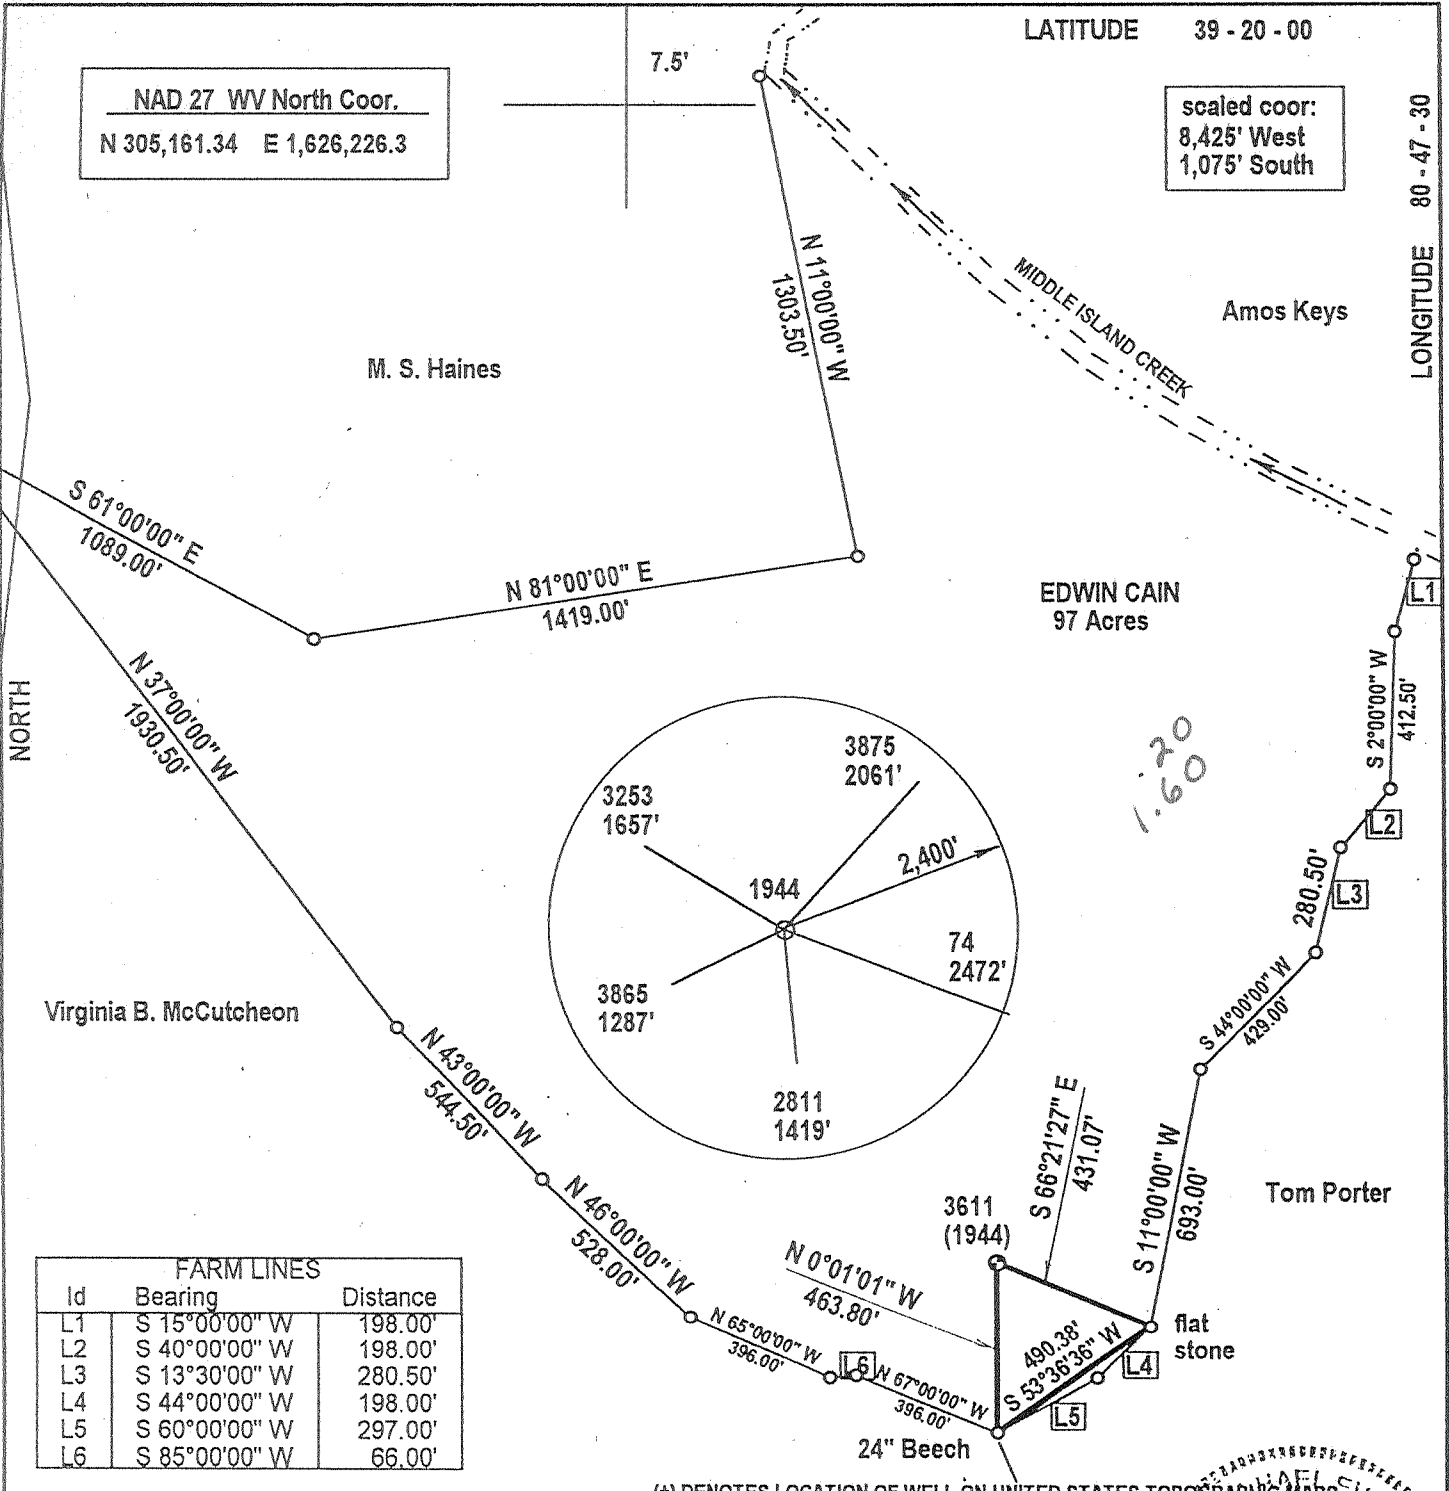 LATITUDE 39 - 20 - 00
7.5'
NAD 27 WV North Coor.
N 305,161.34 E 1,626,226.3
scaled coor:
8,425' West
1,075' South
LONGITUDE 80 - 47 - 30
N 11°00'00" W
1303.50'
MIDDLE ISLAND CREEK
Amos Keys
M. S. Haines
S 61°00'00" E
1089.00'
N 81°00'00" E
1419.00'
EDWIN CAIN
97 Acres
L1
NORTH
N 37°00'00" W
1930.50'
S 2°00'00" W
412.50'
.20
1.60
3875
2061'
3253
1657'
2,400'
1944
L2
280.50'
L3
74
2472'
3865
1287'
2811
1419'
Virginia B. McCutcheon
S 44°00'00" W
429.00'
N 43°00'00" W
544.50'
S 66°21'27" E
431.07'
S 11°00'00" W
693.00'
Tom Porter
N 46°00'00" W
528.00'
3611
(1944)
N 0°01'01" W
463.80'
flat
stone
490.38'
S 53°36'36" W
L4
L5
N 65°00'00" W
396.00'
L6
N 67°00'00" W
396.00'
24" Beech
FARM LINES
Id Bearing Distance
L1 S 15°00'00" W 198.00'
L2 S 40°00'00" W 198.00'
L3 S 13°30'00" W 280.50'
L4 S 44°00'00" W 198.00'
L5 S 60°00'00" W 297.00'
L6 S 85°00'00" W 66.00'
(+) DENOTES LOCATION OF WELL ON UNITED STATES TOPOGRAPHIC MAPS